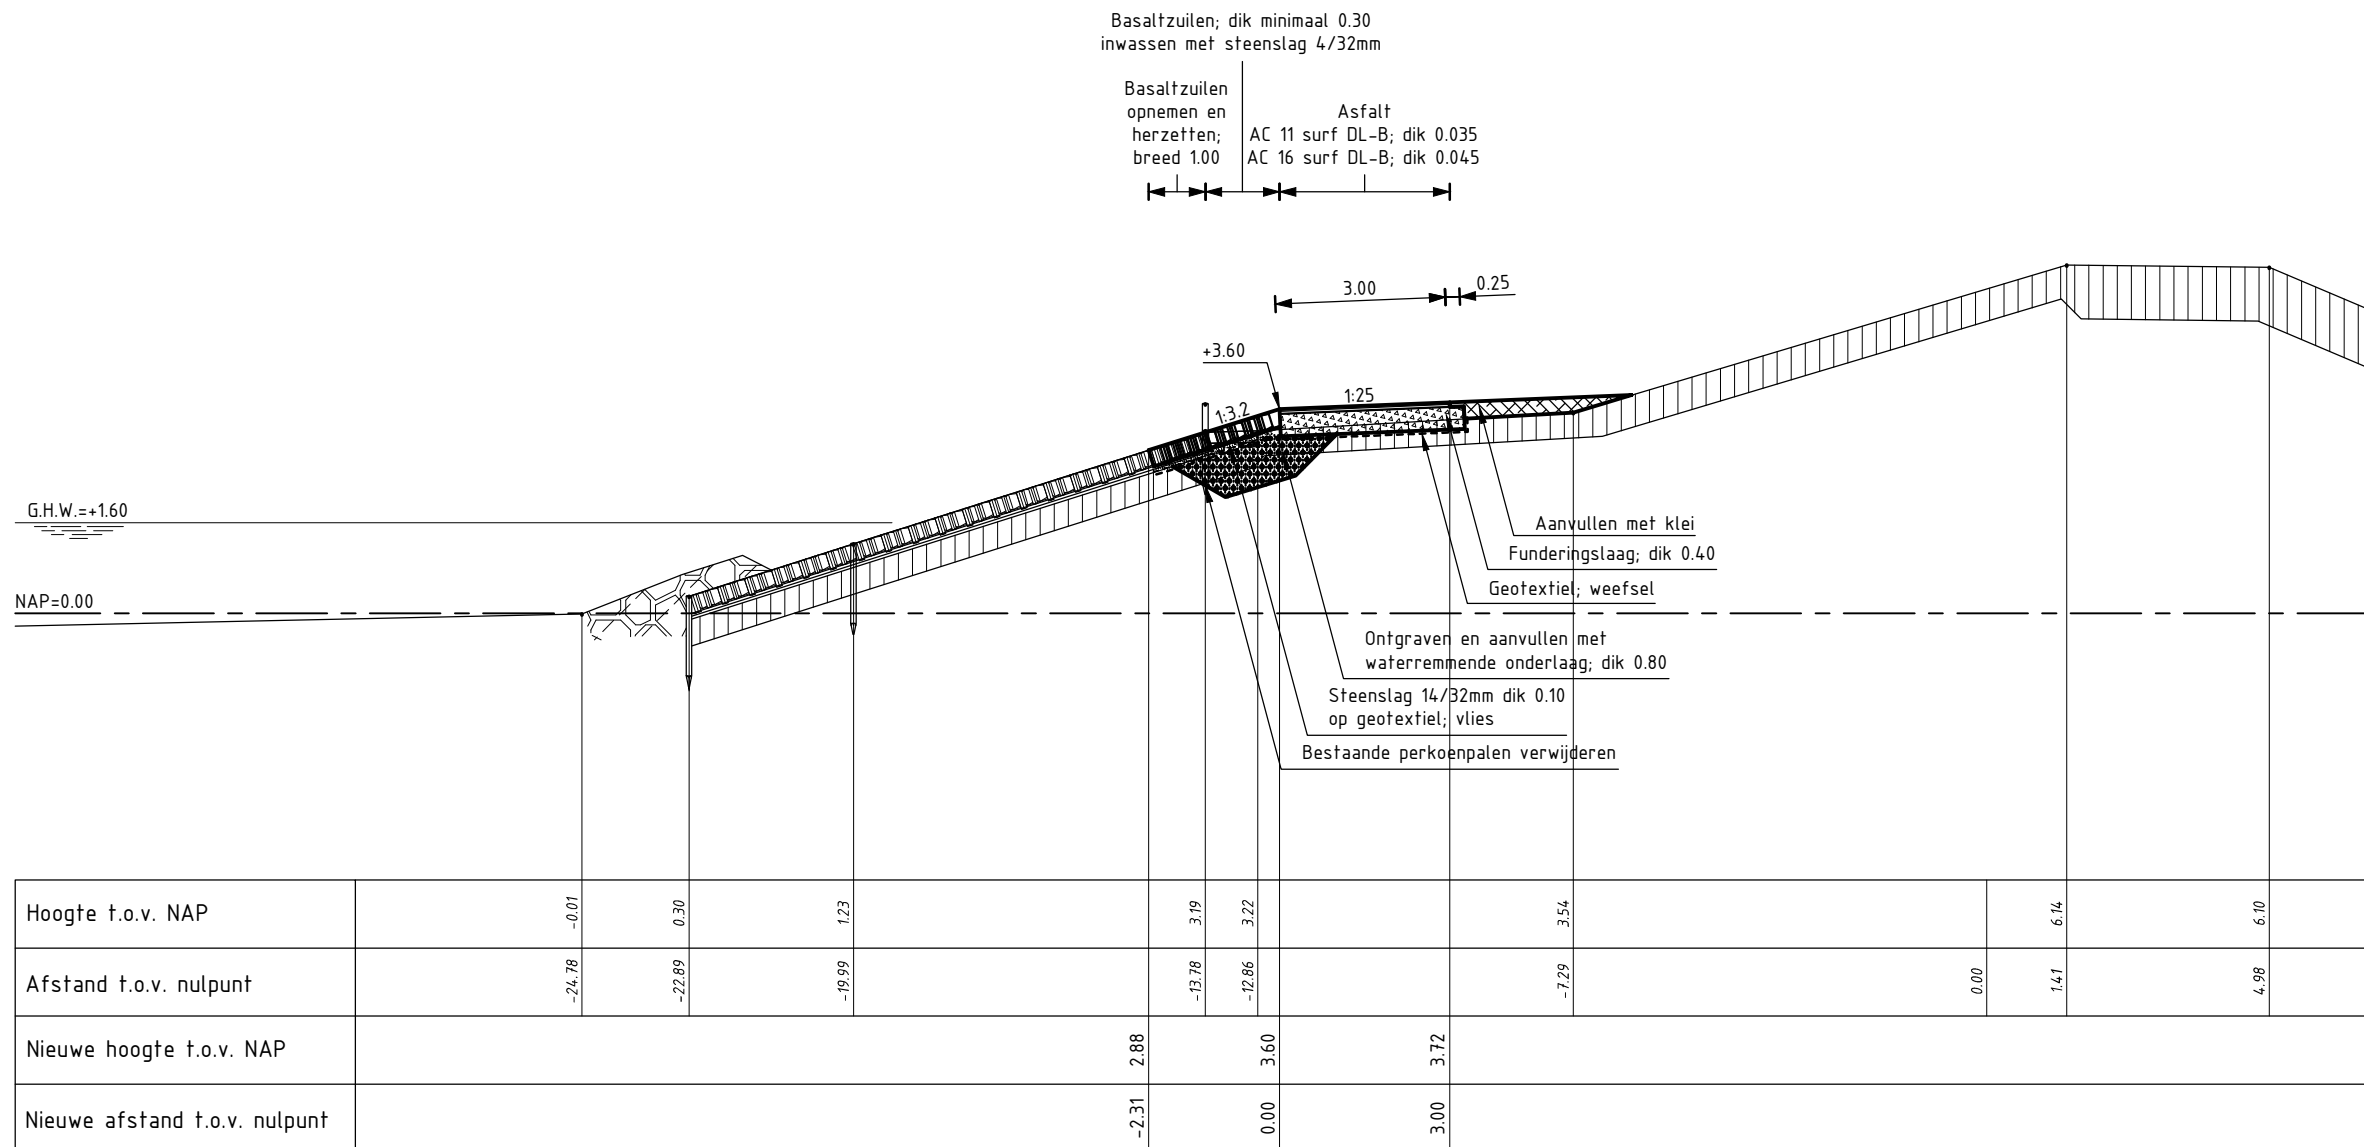 Basaltzuilen; dik minimaal 0.30
inwassen met steenslag 4/32mm
Basaltzuilen
opnemen en
herzetten;
breed 1.00
Asfalt
AC 11 surf DL-B; dik 0.035
AC 16 surf DL-B; dik 0.045
3.00
0.25
+3.60
1:3.2
1:25
G.H.W.=+1.60
NAP=0.00
Aanvullen met klei
Funderingslaag; dik 0.40
Geotextiel; weefsel
Ontgraven en aanvullen met
waterremmende onderlaag; dik 0.80
Steenslag 14/32mm dik 0.10
op geotextiel; vlies
Bestaande perkoenpalen verwijderen
Hoogte t.o.v. NAP -0.01 0.30 1.23 3.19 3.22 3.54 6.14 6.10
Afstand t.o.v. nulpunt -24.78 -22.89 -19.99 -13.78 -12.86 -7.29 0.00 1.41 4.98
Nieuwe hoogte t.o.v. NAP 2.88 3.60 3.72
Nieuwe afstand t.o.v. nulpunt -2.31 0.00 3.00